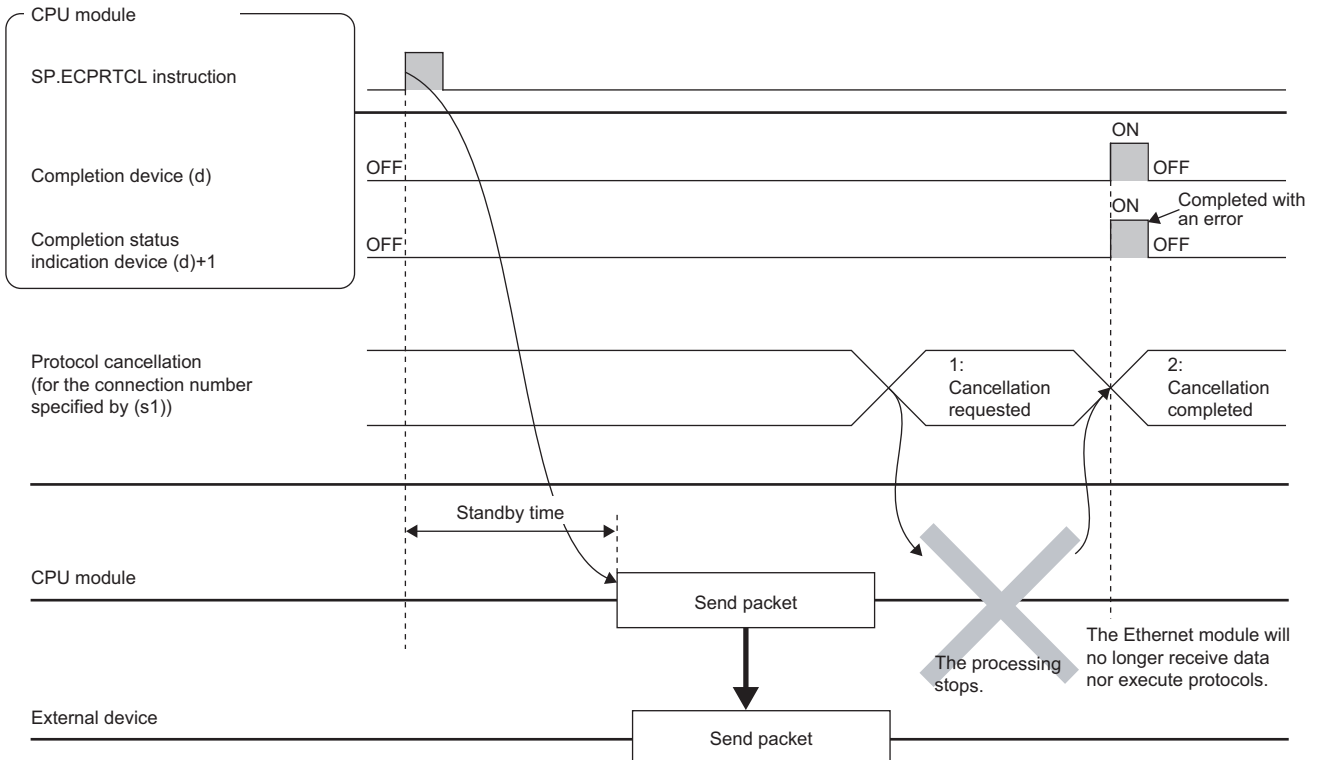 CPU module
SP.ECPRTCL instruction
ON
Completion device (d)
OFF
OFF
ON
Completed with
an error
Completion status
indication device (d)+1
OFF
OFF
Protocol cancellation
(for the connection number
specified by (s1))
1:
Cancellation
requested
2:
Cancellation
completed
Standby time
CPU module
Send packet
The processing
stops.
The Ethernet module will
no longer receive data
nor execute protocols.
External device
Send packet